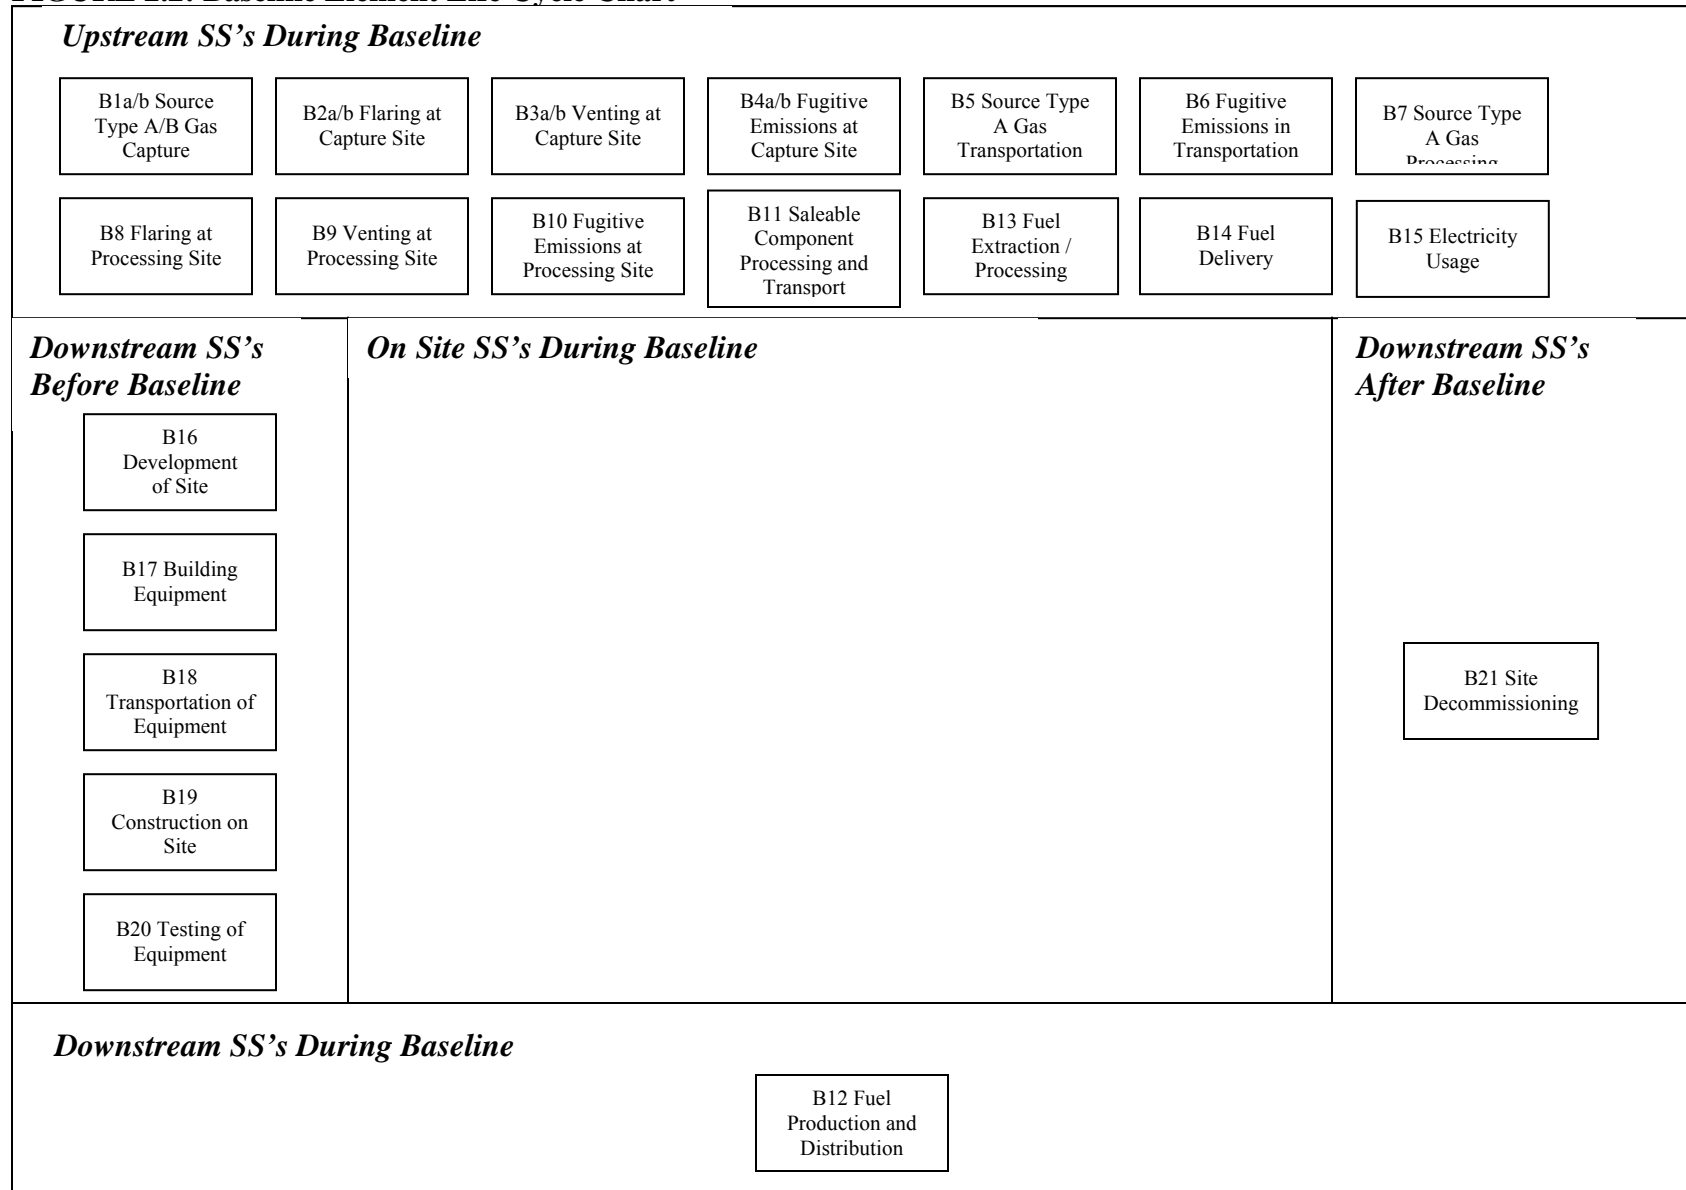 Upstream SS’s During Baseline
B1a/b Source
Type A/B Gas
Capture
B2a/b Flaring at
Capture Site
B3a/b Venting at
Capture Site
B4a/b Fugitive
Emissions at
Capture Site
B5 Source Type
A Gas
Transportation
B6 Fugitive
Emissions in
Transportation
B7 Source Type
A Gas
Processing
B8 Flaring at
Processing Site
B9 Venting at
Processing Site
B10 Fugitive
Emissions at
Processing Site
B11 Saleable
Component
Processing and
Transport
B13 Fuel
Extraction /
Processing
B14 Fuel
Delivery
B15 Electricity
Usage
Downstream SS’s
Before Baseline
B16
Development
of Site
B17 Building
Equipment
B18
Transportation of
Equipment
B19
Construction on
Site
B20 Testing of
Equipment
On Site SS’s During Baseline
Downstream SS’s
After Baseline
B21 Site
Decommissioning
Downstream SS’s During Baseline
B12 Fuel
Production and
Distribution